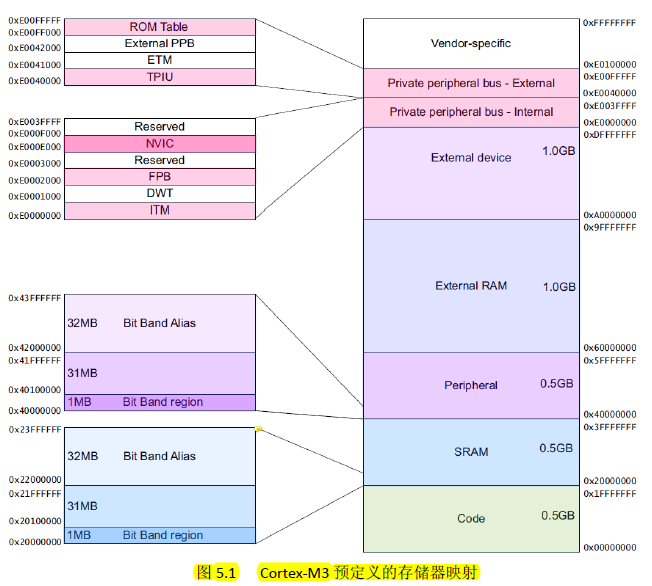 0xE00FFFFF
ROM Table
0xE00FF000
External PPB
0xE0042000
ETM
0xE0041000
TPIU
0xE0040000
0xE003FFFF
Reserved
0xE000F000
NVIC
0xE000E000
Reserved
0xE0003000
FPB
0xE0002000
DWT
0xE0001000
ITM
0xE0000000
0x43FFFFFF
32MB Bit Band Alias
0x42000000
0x41FFFFFF
31MB
0x40100000
1MB Bit Band region
0x40000000
0x23FFFFFF
32MB Bit Band Alias
0x22000000
0x21FFFFFF
31MB
0x20100000
1MB Bit Band region
0x20000000
0xFFFFFFFF
Vendor-specific
0xE0100000
0xE00FFFFF
Private peripheral bus - External
0xE0040000
0xE003FFFF
Private peripheral bus - Internal
0xE0000000
0xDFFFFFFF
External device 1.0GB
0xA0000000
0x9FFFFFFF
External RAM 1.0GB
0x60000000
0x5FFFFFFF
Peripheral 0.5GB
0x40000000
0x3FFFFFFF
SRAM 0.5GB
0x20000000
0x1FFFFFFF
Code 0.5GB
0x00000000
图 5.1 Cortex-M3 预定义的存储器映射